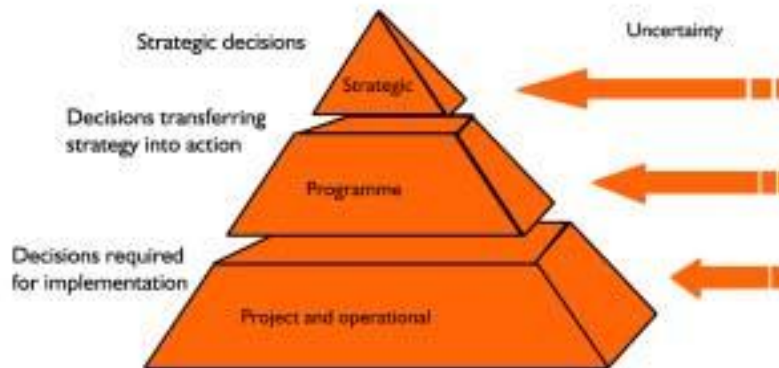 Strategic decisions
Uncertainty
Strategic
Decisions transferring
strategy into action
Programme
Decisions required
for implementation
Project and operational